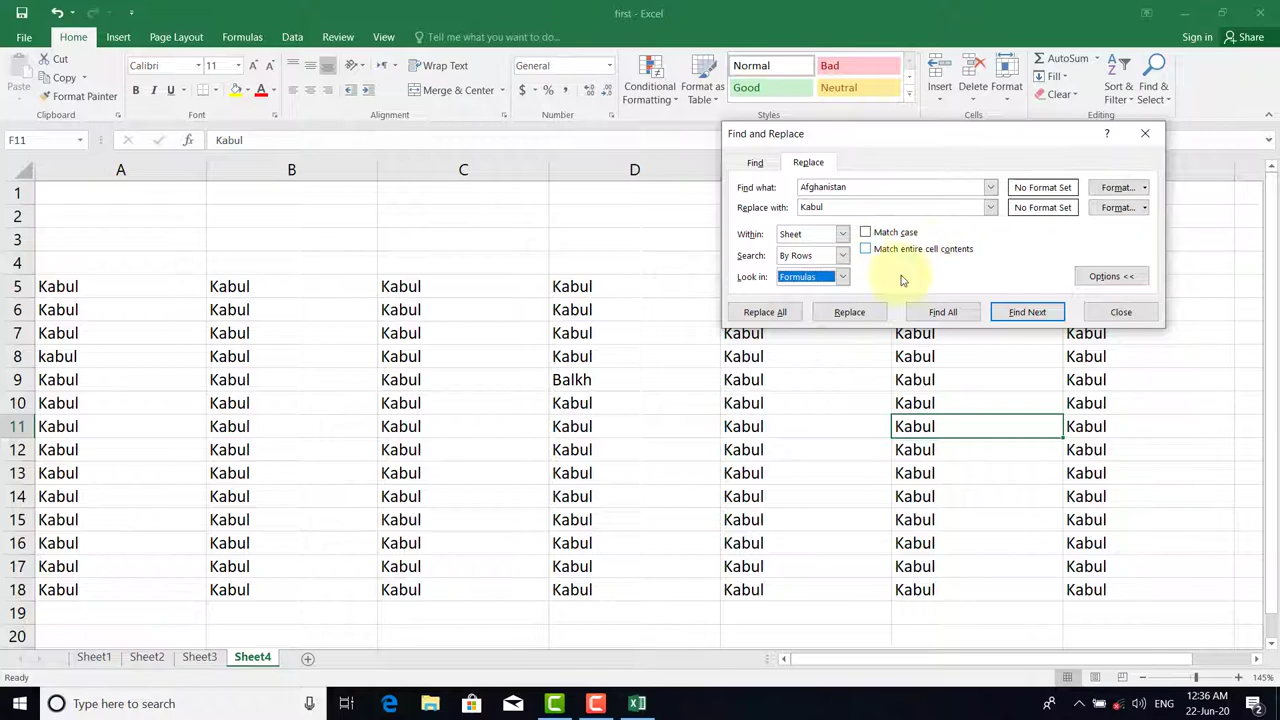 first - Excel
File Home Insert Page Layout Formulas Data Review View Tell me what you want to do... Sign in Share
Paste Cut Copy Format Painter Clipboard
Calibri 11 B I U A A Font
Wrap Text Merge & Center Alignment
General $ % , Number
Conditional Formatting Format as Table Normal Bad Good Neutral Styles
Insert Delete Format Cells
AutoSum Fill Clear Sort & Filter Find & Select Editing
F11 fx Kabul
A B C D
1
2
3
4
5 Kabul Kabul Kabul Kabul
6 Kabul Kabul Kabul Kabul
7 Kabul Kabul Kabul Kabul Kabul Kabul Kabul
8 kabul Kabul Kabul Kabul Kabul Kabul Kabul
9 Kabul Kabul Kabul Balkh Kabul Kabul Kabul
10 Kabul Kabul Kabul Kabul Kabul Kabul Kabul
11 Kabul Kabul Kabul Kabul Kabul Kabul Kabul
12 Kabul Kabul Kabul Kabul Kabul Kabul Kabul
13 Kabul Kabul Kabul Kabul Kabul Kabul Kabul
14 Kabul Kabul Kabul Kabul Kabul Kabul Kabul
15 Kabul Kabul Kabul Kabul Kabul Kabul Kabul
16 Kabul Kabul Kabul Kabul Kabul Kabul Kabul
17 Kabul Kabul Kabul Kabul Kabul Kabul Kabul
18 Kabul Kabul Kabul Kabul Kabul Kabul Kabul
19
20
Find and Replace ?
Find Replace
Find what: Afghanistan No Format Set Format...
Replace with: Kabul No Format Set Format...
Within: Sheet Match case
Search: By Rows Match entire cell contents
Look in: Formulas Options <<
Replace All Replace Find All Find Next Close
Sheet1 Sheet2 Sheet3 Sheet4
Ready 145%
Type here to search ENG 12:36 AM 22-Jun-20 2